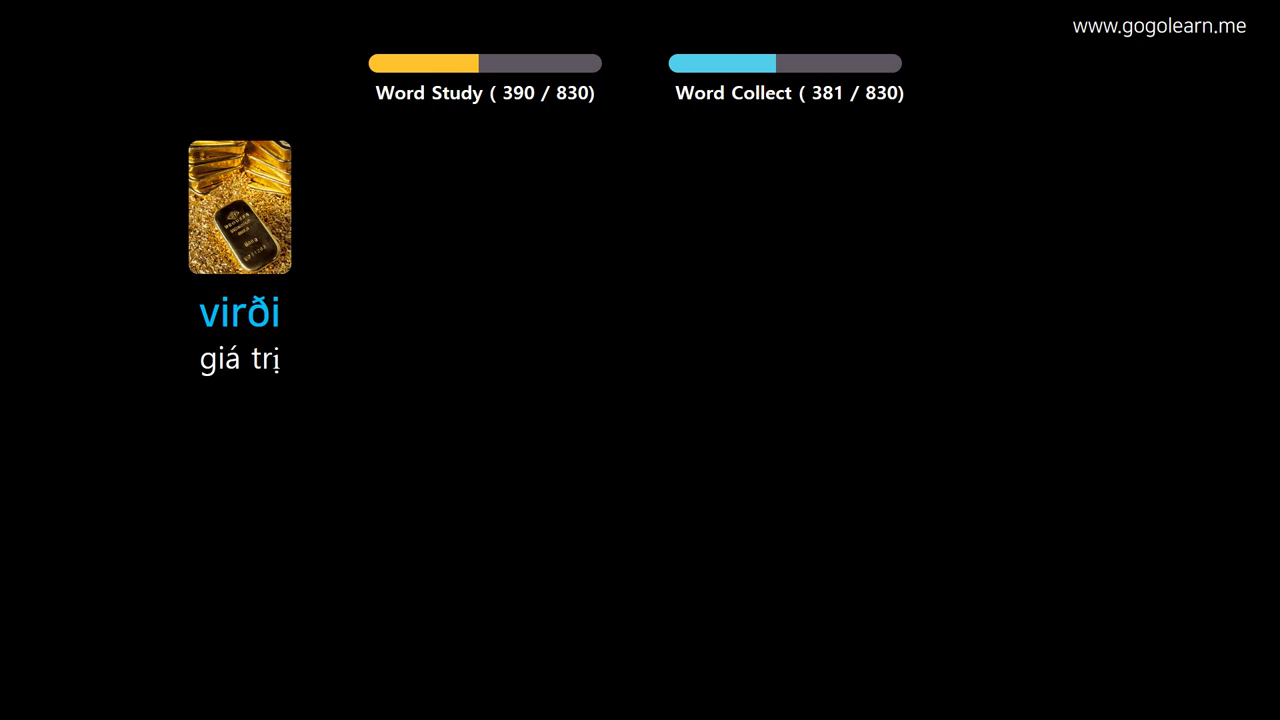 www.gogolearn.me
Word Study ( 390 / 830)
Word Collect ( 381 / 830)
virði
giá trị